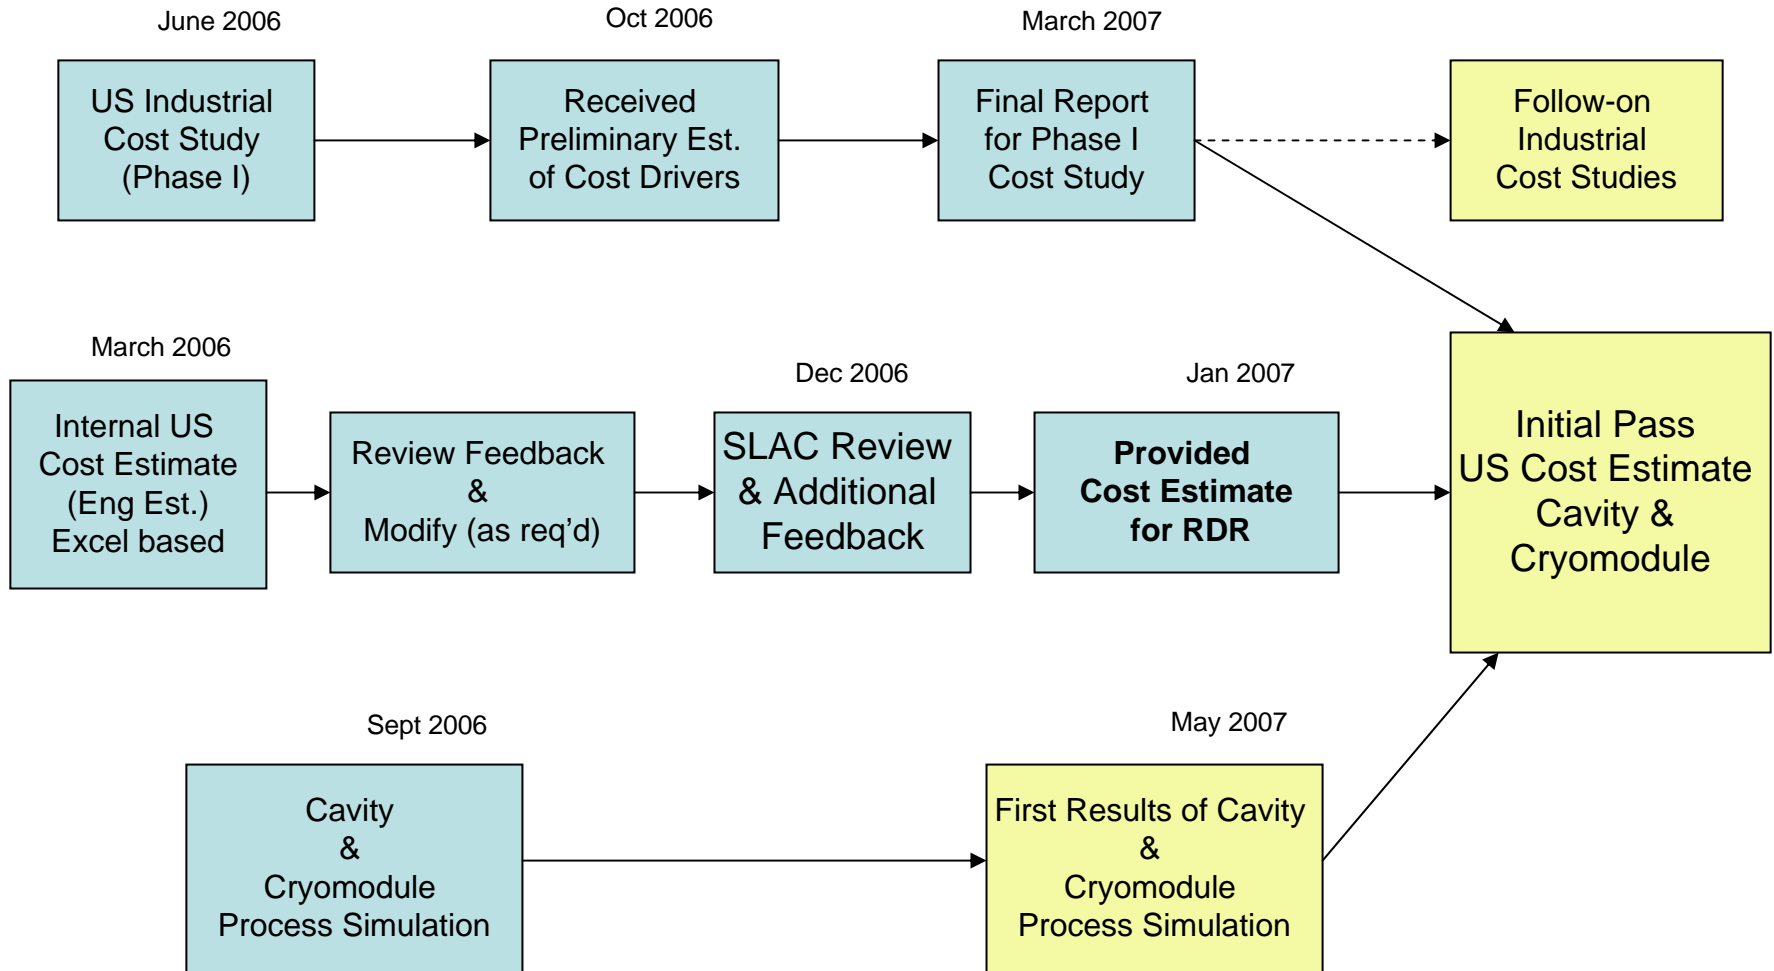 June 2006
Oct 2006
March 2007
US Industrial
Cost Study
(Phase I)
Received
Preliminary Est.
of Cost Drivers
Final Report
for Phase I
Cost Study
Follow-on
Industrial
Cost Studies
March 2006
Dec 2006
Jan 2007
Internal US
Cost Estimate
(Eng Est.)
Excel based
Review Feedback
&
Modify (as req'd)
SLAC Review
& Additional
Feedback
Provided
Cost Estimate
for RDR
Initial Pass
US Cost Estimate
Cavity &
Cryomodule
Sept 2006
May 2007
Cavity
&
Cryomodule
Process Simulation
First Results of Cavity
&
Cryomodule
Process Simulation